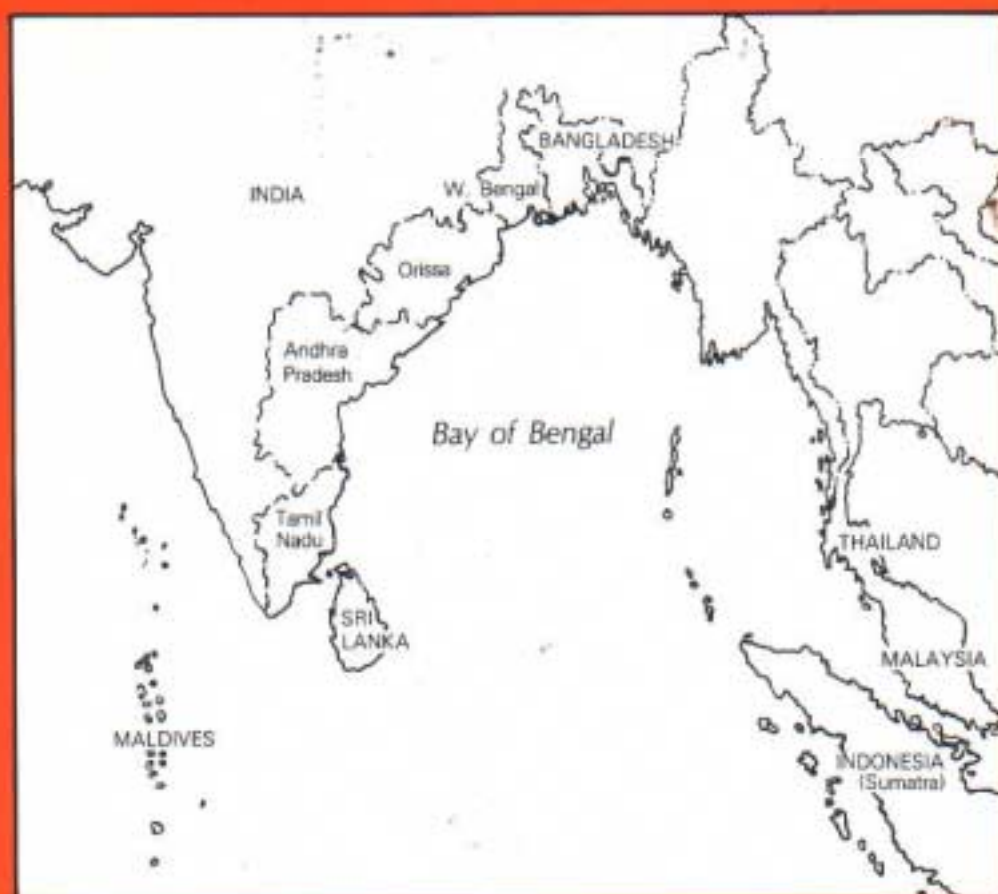 BANGLADESH
INDIA
W. Bengal
Orissa
Andhra
Pradesh
Bay of Bengal
Tamil
Nadu
THAILAND
SRI
LANKA
MALAYSIA
MALDIVES
INDONESIA
(Sumatra)